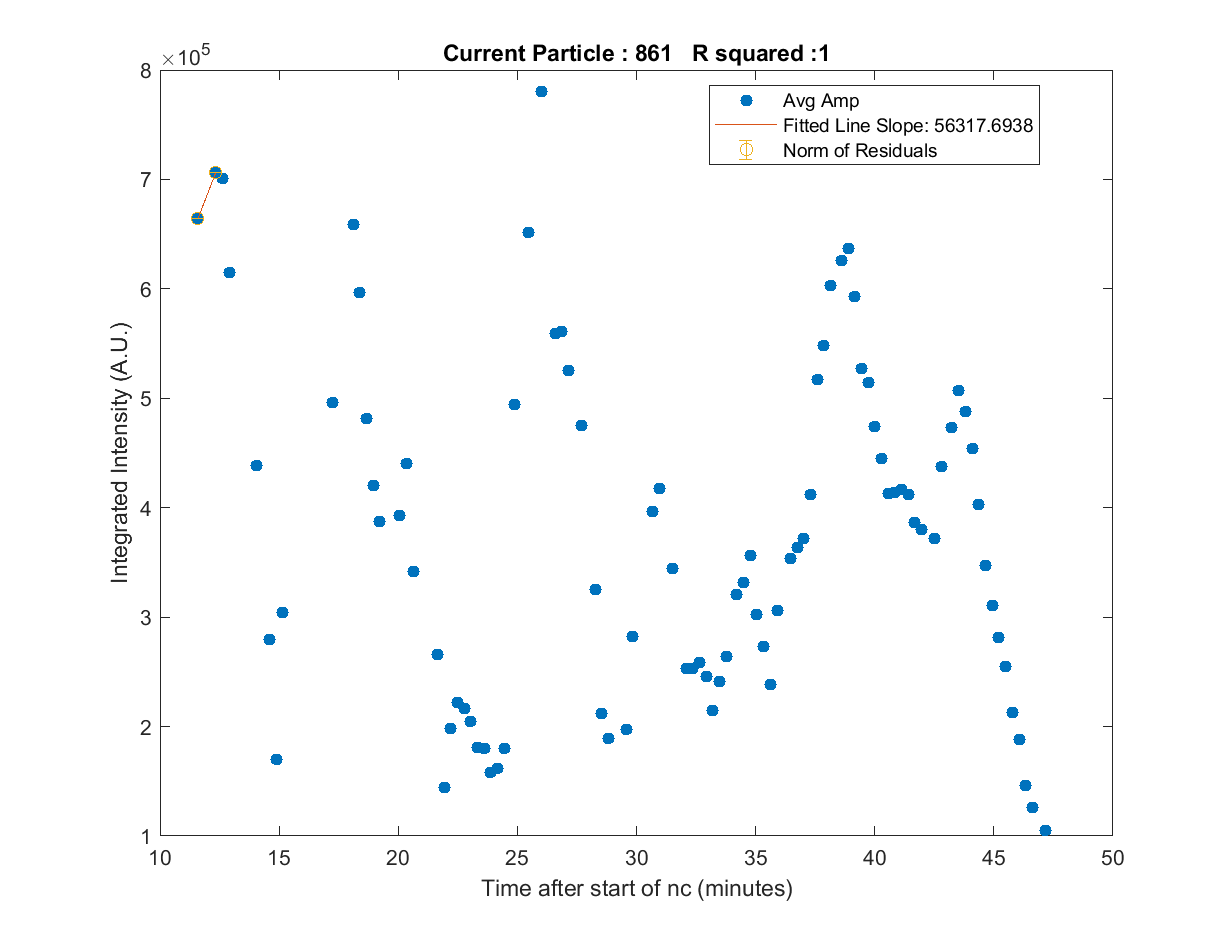 Current Particle : 861 R squared :1
×10^5
Avg Amp
Fitted Line Slope: 56317.6938
Norm of Residuals
8
7
6
5
4
3
2
1
Integrated Intensity (A.U.)
10 15 20 25 30 35 40 45 50
Time after start of nc (minutes)